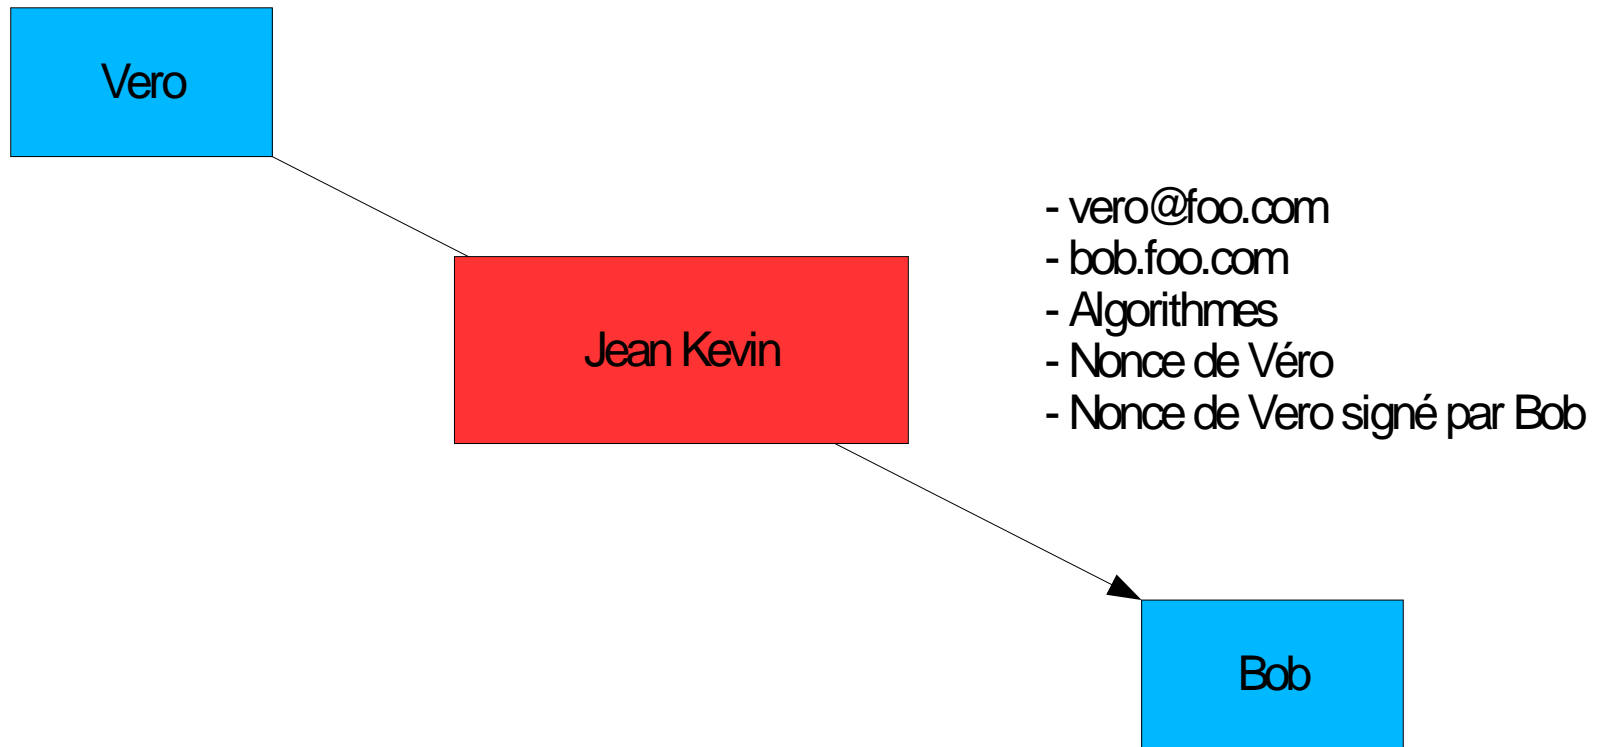 Vero
Jean Kevin
- vero@foo.com
- bob.foo.com
- Algorithmes
- Nonce de Véro
- Nonce de Vero signé par Bob
Bob